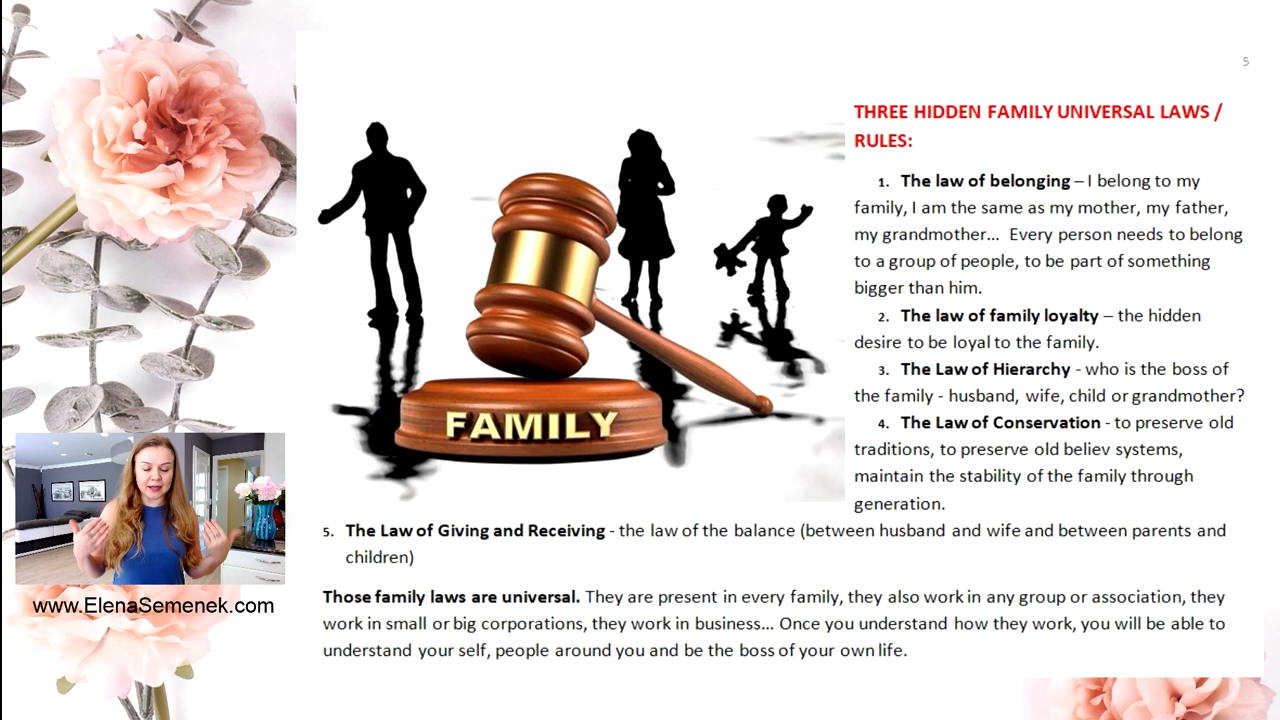 5
THREE HIDDEN FAMILY UNIVERSAL LAWS /
RULES:
1. The law of belonging – I belong to my
family, I am the same as my mother, my father,
my grandmother... Every person needs to belong
to a group of people, to be part of something
bigger than him.
2. The law of family loyalty – the hidden
desire to be loyal to the family.
3. The Law of Hierarchy - who is the boss of
the family - husband, wife, child or grandmother?
4. The Law of Conservation - to preserve old
traditions, to preserve old believ systems,
maintain the stability of the family through
generation.
5. The Law of Giving and Receiving - the law of the balance (between husband and wife and between parents and
children)
Those family laws are universal. They are present in every family, they also work in any group or association, they
work in small or big corporations, they work in business... Once you understand how they work, you will be able to
understand your self, people around you and be the boss of your own life.
FAMILY
www.ElenaSemenek.com